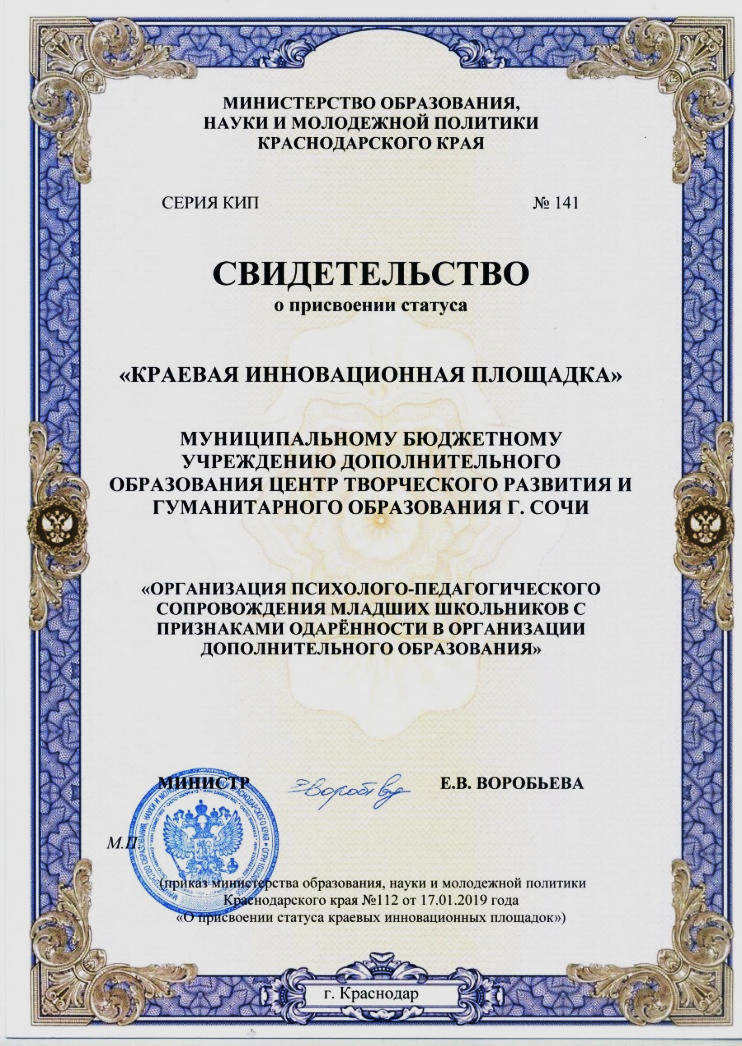 МИНИСТЕРСТВО ОБРАЗОВАНИЯ,
НАУКИ И МОЛОДЕЖНОЙ ПОЛИТИКИ
КРАСНОДАРСКОГО КРАЯ
СЕРИЯ КИП № 141
СВИДЕТЕЛЬСТВО
о присвоении статуса
«КРАЕВАЯ ИННОВАЦИОННАЯ ПЛОЩАДКА»
МУНИЦИПАЛЬНОМУ БЮДЖЕТНОМУ
УЧРЕЖДЕНИЮ ДОПОЛНИТЕЛЬНОГО
ОБРАЗОВАНИЯ ЦЕНТР ТВОРЧЕСКОГО РАЗВИТИЯ И
ГУМАНИТАРНОГО ОБРАЗОВАНИЯ Г. СОЧИ
«ОРГАНИЗАЦИЯ ПСИХОЛОГО-ПЕДАГОГИЧЕСКОГО
СОПРОВОЖДЕНИЯ МЛАДШИХ ШКОЛЬНИКОВ С
ПРИЗНАКАМИ ОДАРЁННОСТИ В ОРГАНИЗАЦИИ
ДОПОЛНИТЕЛЬНОГО ОБРАЗОВАНИЯ»
МИНИСТР Е.В. ВОРОБЬЕВА
М.П.
(приказ министерства образования, науки и молодежной политики
Краснодарского края №112 от 17.01.2019 года
«О присвоении статуса краевых инновационных площадок»)
г. Краснодар